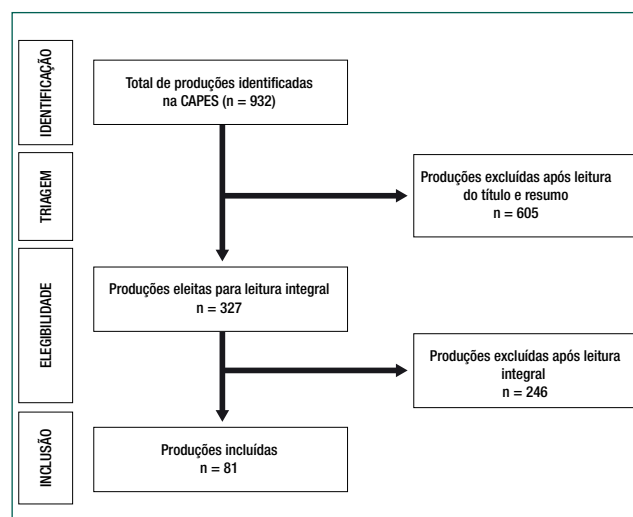 IDENTIFICAÇÃO
Total de produções identificadas
na CAPES (n = 932)
TRIAGEM
Produções excluídas após leitura
do título e resumo
n = 605
ELEGIBILIDADE
Produções eleitas para leitura integral
n = 327
Produções excluídas após leitura
integral
n = 246
INCLUSÃO
Produções incluídas
n = 81